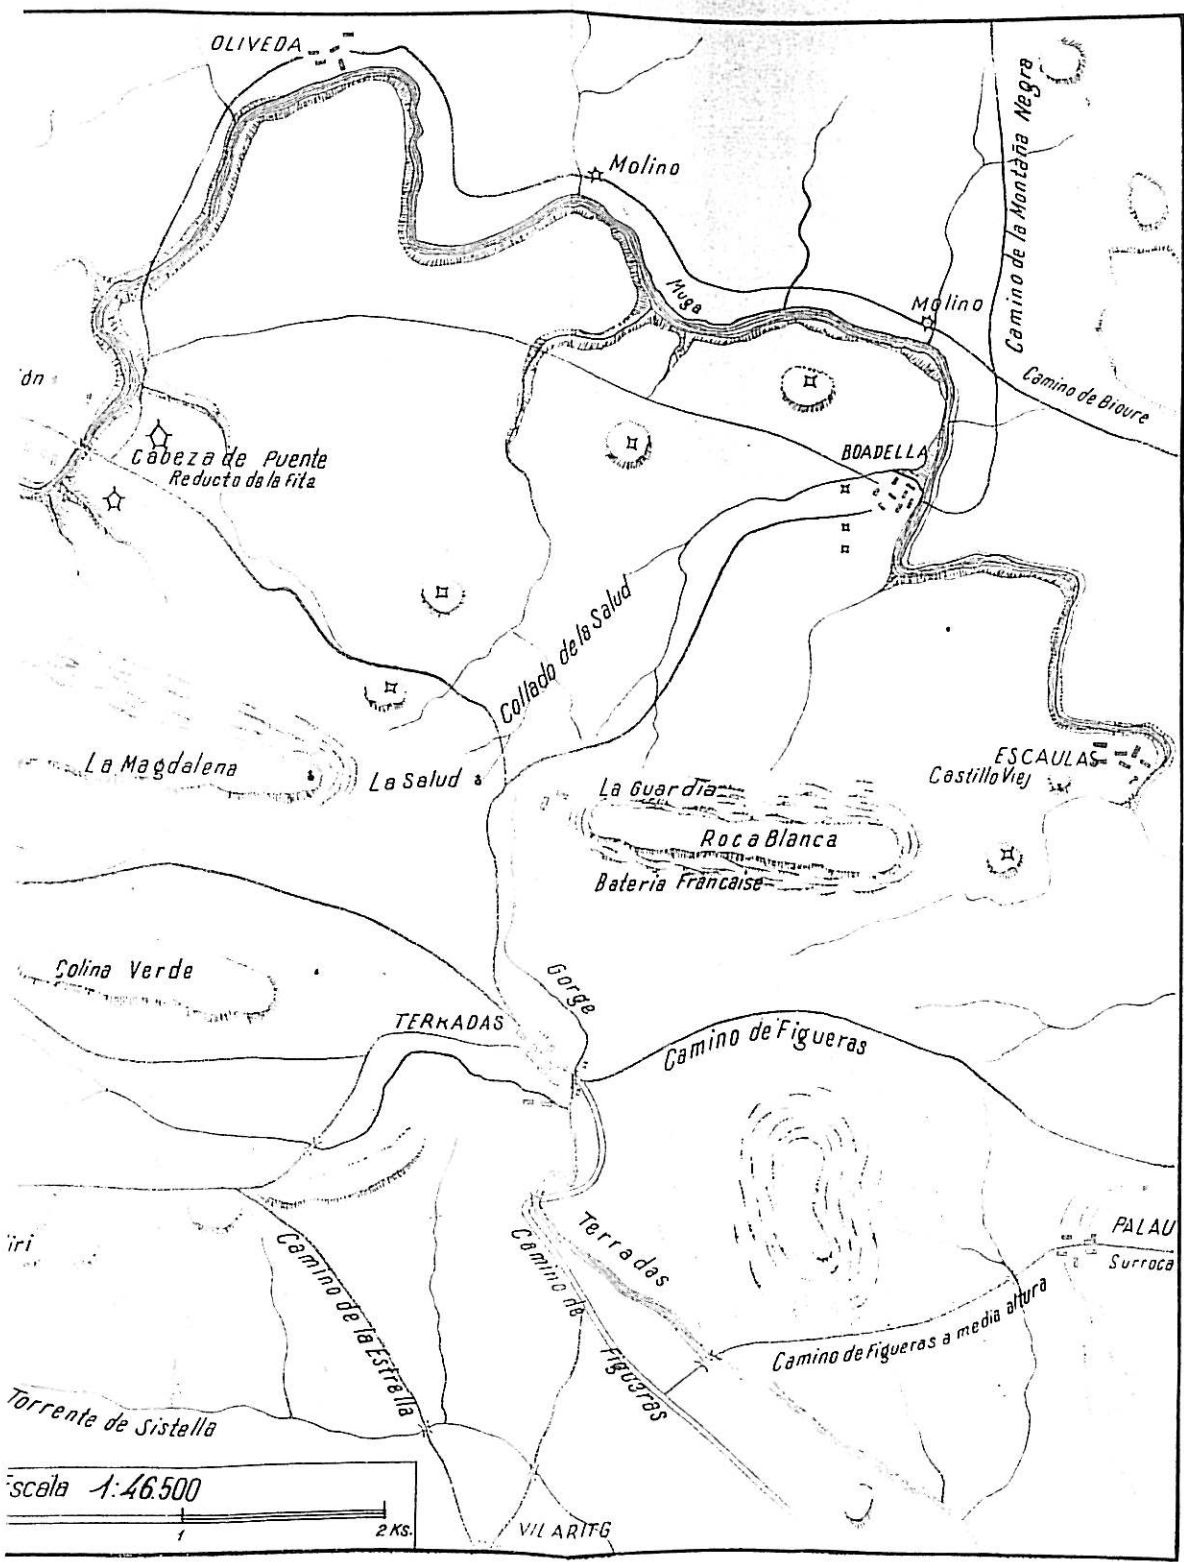 OLIVEDA
Molino
Camino de la Montaña Negra
Muga
Molino
Camino de Bioure
BOADELLA
Cabeza de Puente
Reducto de la Fita
Collado de la Salud
La Magdalena
La Salud
ESCAULAS
Castillo Viej
La Guardia
Roca Blanca
Bateria Francaise
Colina Verde
Gorge
TERRADAS
Camino de Figueras
Terradas
Camino de Figueras
PALAU
Surroca
Camino de la Estrella
Camino de Figueras a media altura
Torrente de Sistella
Escala 1:46.500
1 2 Ks.
VILARITG